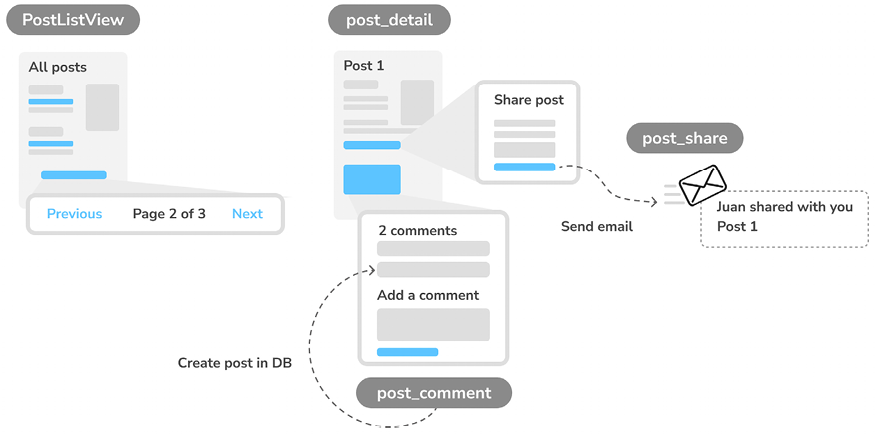 PostListView
All posts
Previous Page 2 of 3 Next
post_detail
Post 1
Share post
post_share
Send email
Juan shared with you
Post 1
2 comments
Add a comment
Create post in DB
post_comment